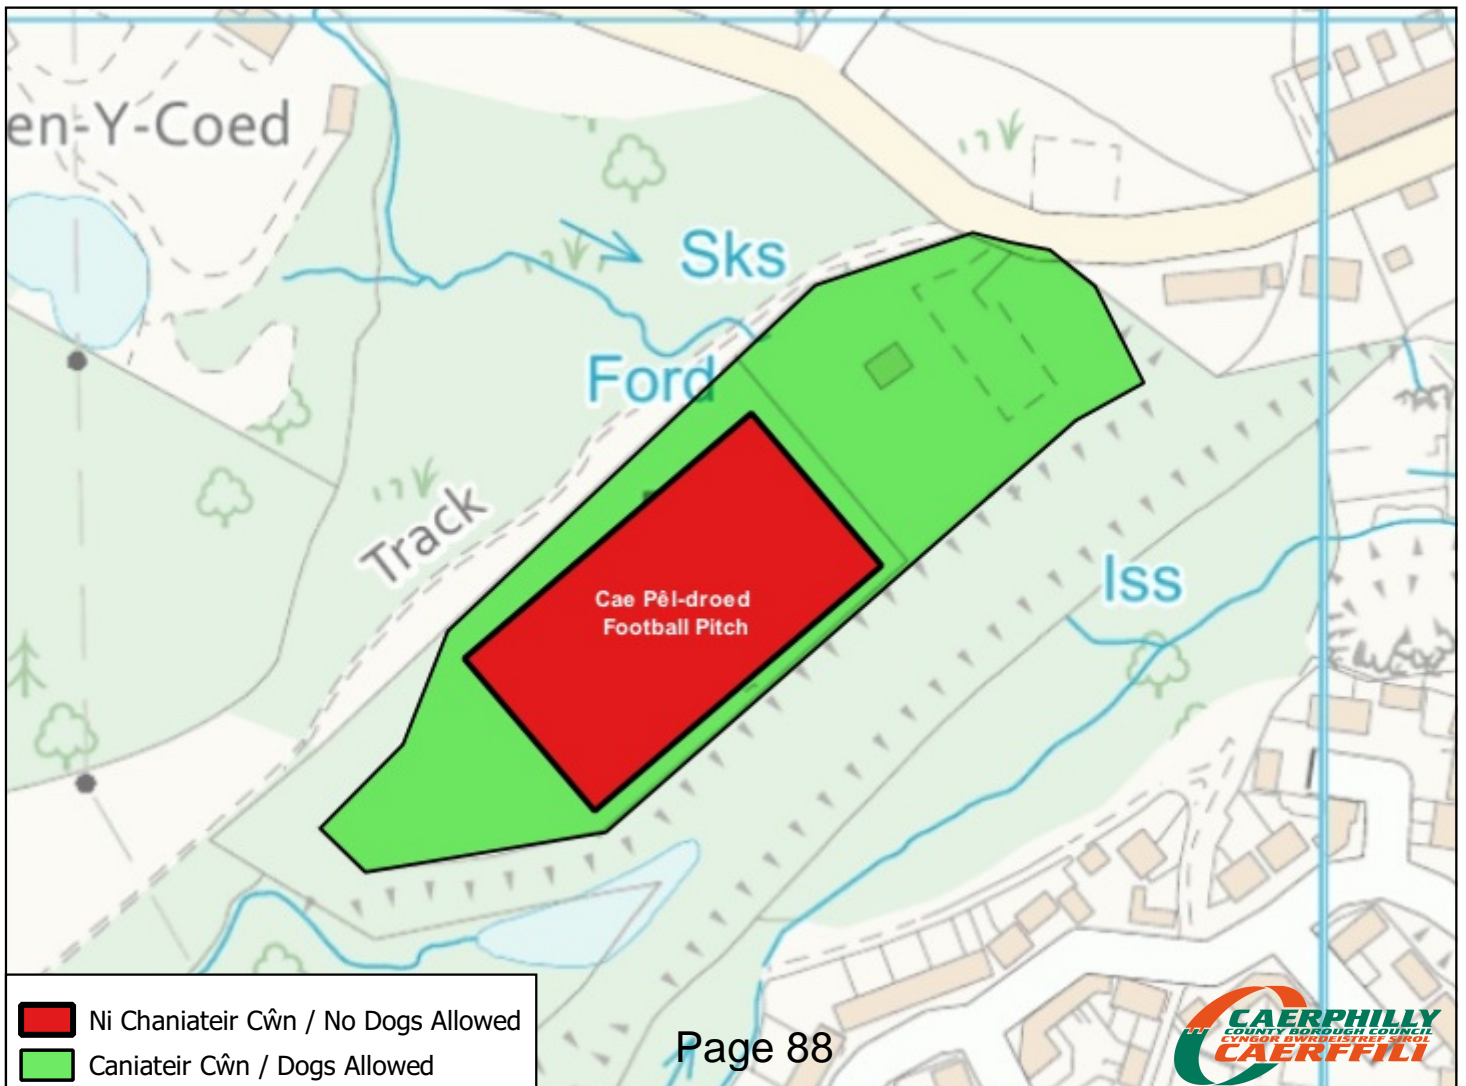 en-Y-Coed
Sks
Ford
Track
Iss
Cae Pêl-droed
Football Pitch
Ni Chaniateir Cŵn / No Dogs Allowed
Caniateir Cŵn / Dogs Allowed
Page 88
CAERPHILLY
COUNTY BOROUGH COUNCIL
CYNGOR BWRDEISTREF SIROL
CAERFFILI